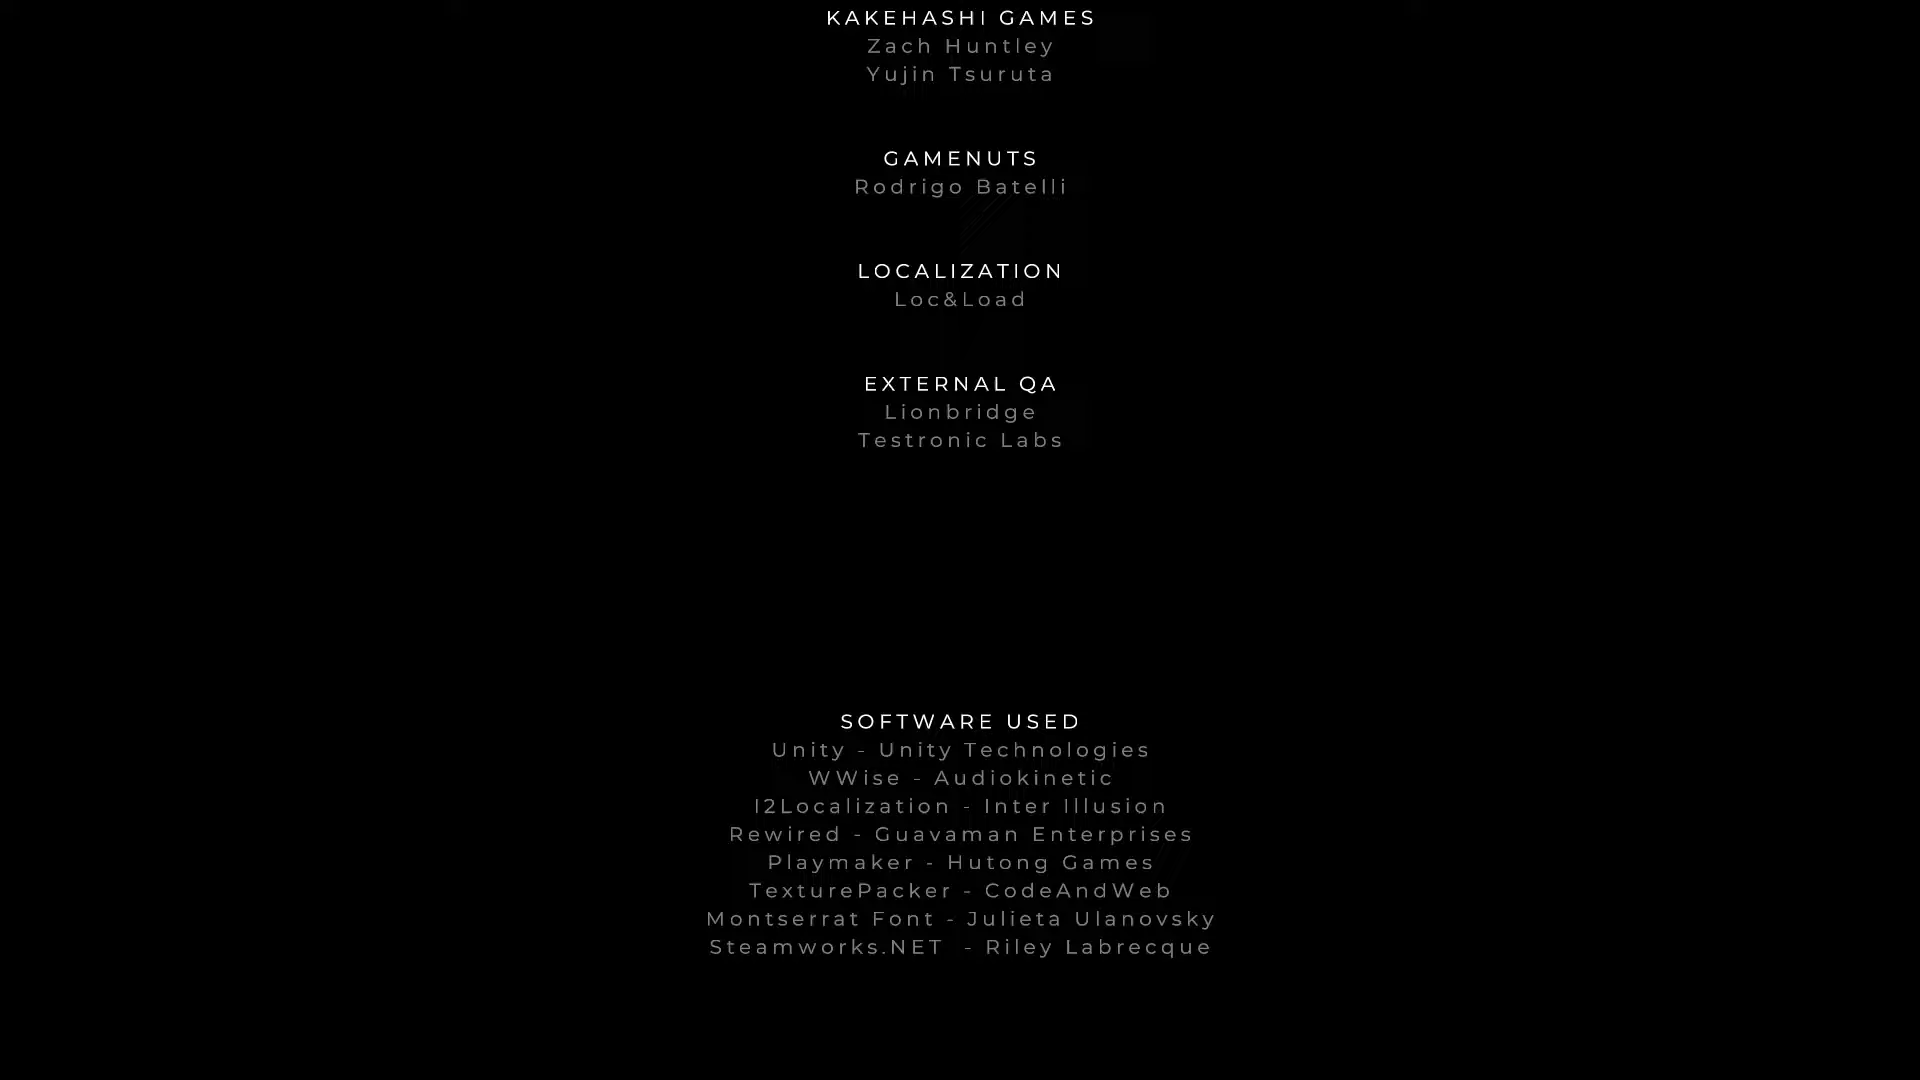 KAKEHASHI GAMES
Zach Huntley
Yujin Tsuruta
GAMENUTS
Rodrigo Batelli
LOCALIZATION
Loc&Load
EXTERNAL QA
Lionbridge
Testronic Labs
SOFTWARE USED
Unity - Unity Technologies
WWise - Audiokinetic
I2Localization - Inter Illusion
Rewired - Guavaman Enterprises
Playmaker - Hutong Games
TexturePacker - CodeAndWeb
Montserrat Font - Julieta Ulanovsky
Steamworks.NET - Riley Labrecque